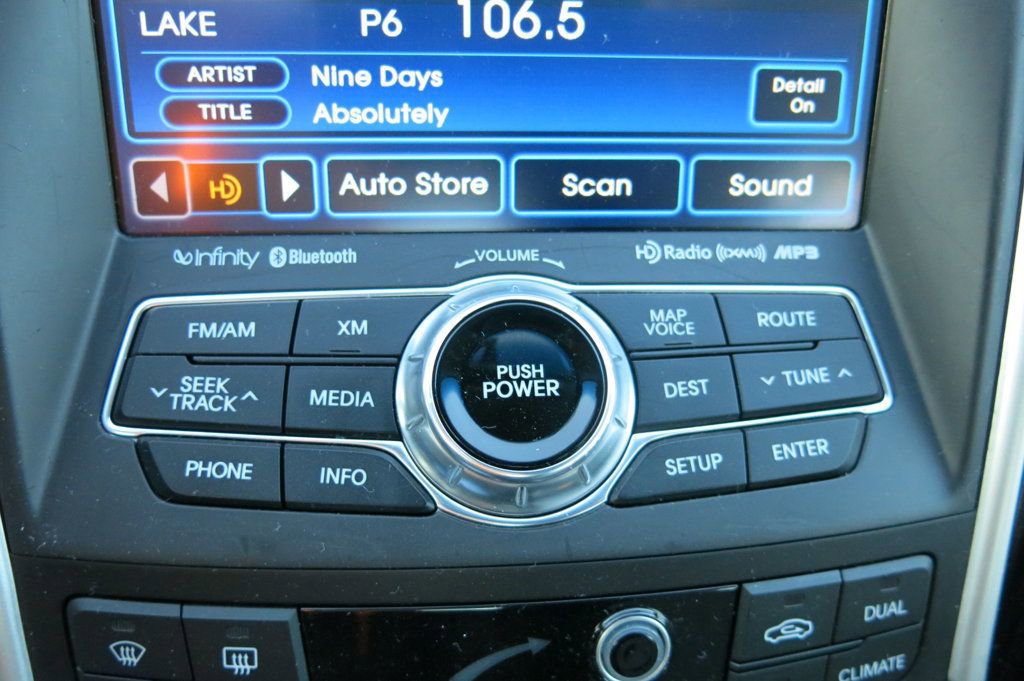 LAKE P6 106.5
ARTIST Nine Days
TITLE Absolutely
Detail
On
HD Auto Store Scan Sound
Infinity Bluetooth VOLUME HD Radio ((XM)) MP3
FM/AM XM
MAP
VOICE
ROUTE
SEEK
TRACK
MEDIA
PUSH
POWER
DEST TUNE
PHONE INFO SETUP ENTER
DUAL
CLIMATE